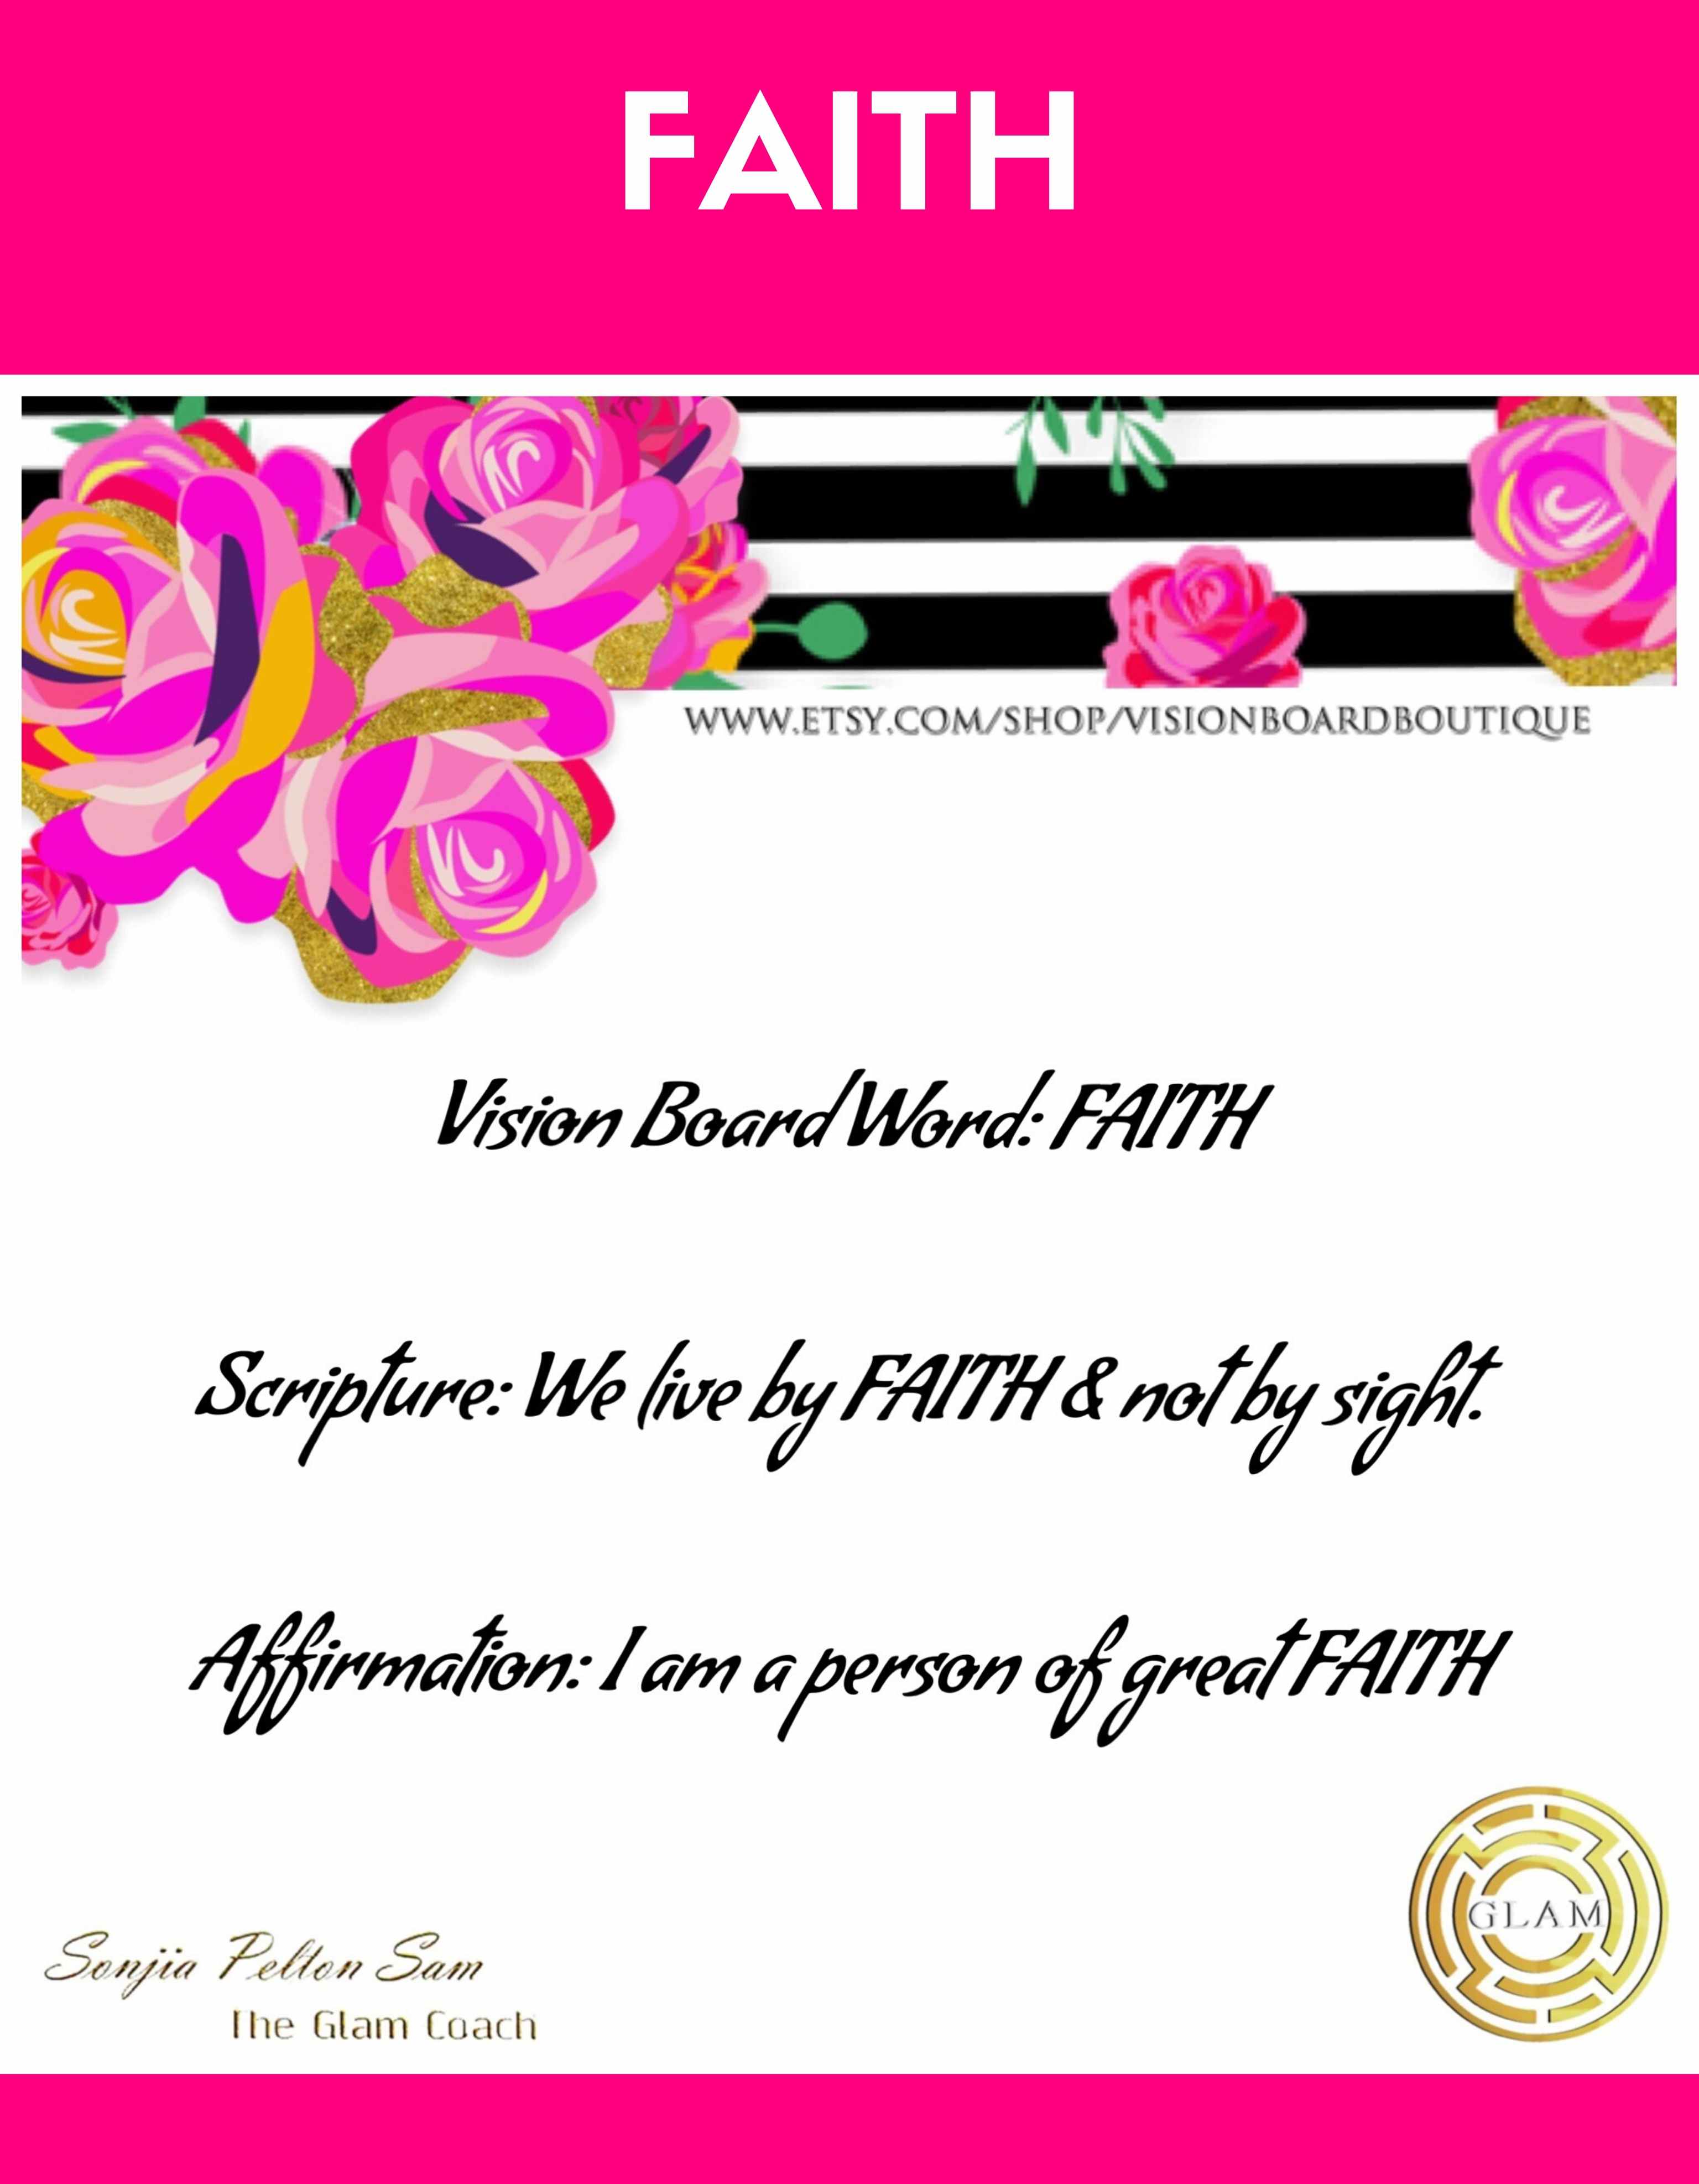 FAITH
WWW.ETSY.COM/SHOP/VISIONBOARDBOUTIQUE
Vision Board Word: FAITH
Scripture: We live by FAITH & not by sight.
Affirmation: I am a person of great FAITH
GLAM
Sonjia Pelton Sam
The Glam Coach